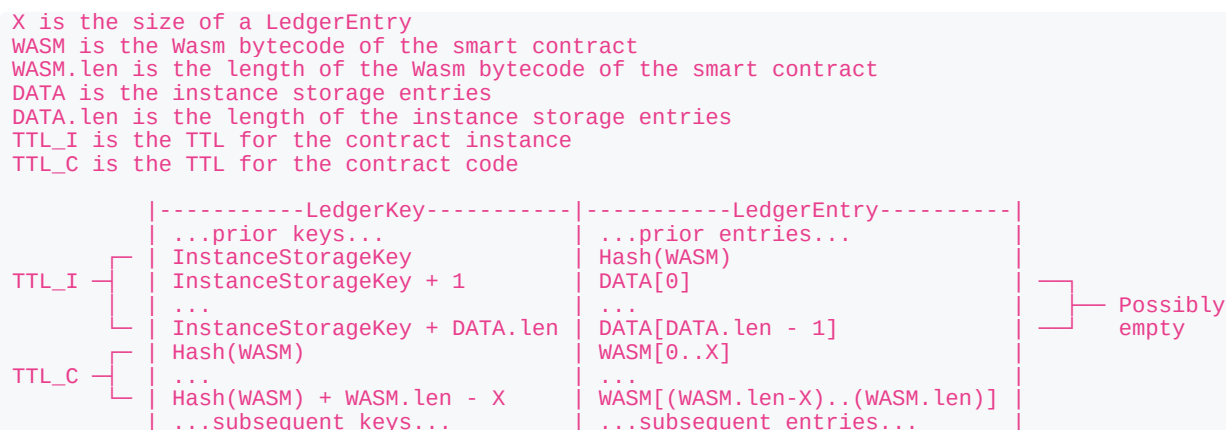 X is the size of a LedgerEntry
WASM is the Wasm bytecode of the smart contract
WASM.len is the length of the Wasm bytecode of the smart contract
DATA is the instance storage entries
DATA.len is the length of the instance storage entries
TTL_I is the TTL for the contract instance
TTL_C is the TTL for the contract code
|-----------LedgerKey-----------|-----------LedgerEntry----------|
| ...prior keys... | ...prior entries... |
┌─ | InstanceStorageKey | Hash(WASM) |
TTL_I ─┤ | InstanceStorageKey + 1 | DATA[0] | ──┐
│ | ... | ... | ├── Possibly
└─ | InstanceStorageKey + DATA.len | DATA[DATA.len - 1] | ──┘ empty
┌─ | Hash(WASM) | WASM[0..X] |
TTL_C ─┤ | ... | ... |
└─ | Hash(WASM) + WASM.len - X | WASM[(WASM.len-X)..(WASM.len)] |
| ...subsequent keys... | ...subsequent entries... |